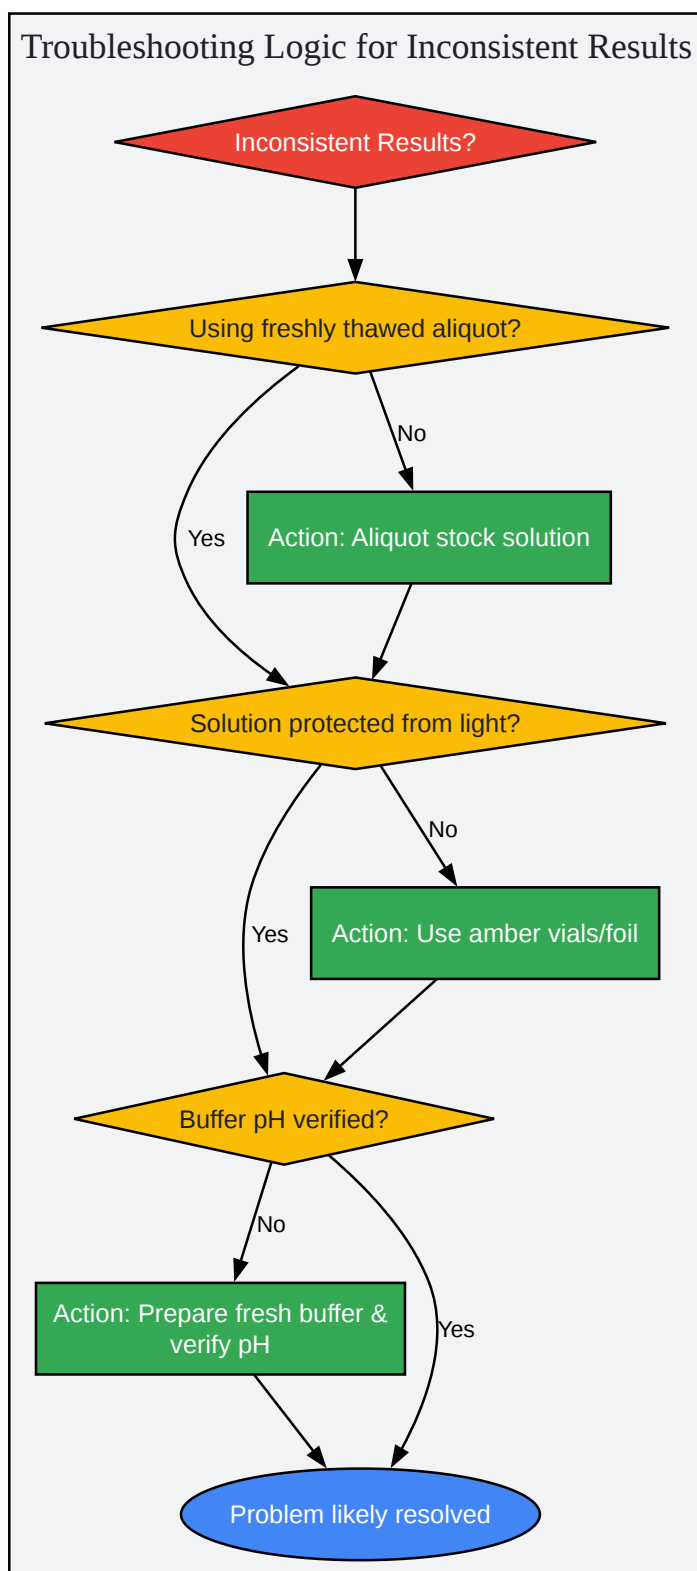 Troubleshooting Logic for Inconsistent Results
Inconsistent Results?
Using freshly thawed aliquot?
No
Yes
Action: Aliquot stock solution
Solution protected from light?
No
Yes
Action: Use amber vials/foil
Buffer pH verified?
No
Action: Prepare fresh buffer &
verify pH
Yes
Problem likely resolved